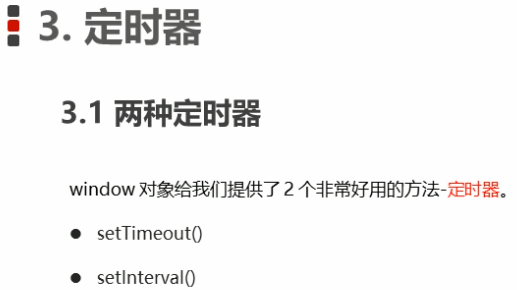 3. 定时器
3.1 两种定时器
window 对象给我们提供了 2 个非常好用的方法-定时器。
● setTimeout()
● setInterval()